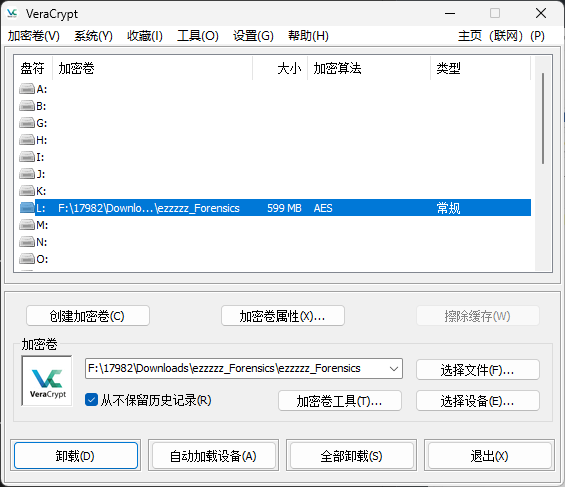 VeraCrypt
加密卷(V) 系统(Y) 收藏(I) 工具(O) 设置(G) 帮助(H) 主页 (联网) (P)
盘符 加密卷 大小 加密算法 类型
A:
B:
G:
H:
I:
J:
K:
L: F:\17982\Downlo...\ezzzzz_Forensics 599 MB AES 常规
M:
N:
O:
创建加密卷(C) 加密卷属性(X)... 擦除缓存(W)
加密卷
VeraCrypt
F:\17982\Downloads\ezzzzz_Forensics\ezzzzz_Forensics 选择文件(F)...
从不保留历史记录(R) 加密卷工具(T)... 选择设备(E)...
卸载(D) 自动加载设备(A) 全部卸载(S) 退出(X)